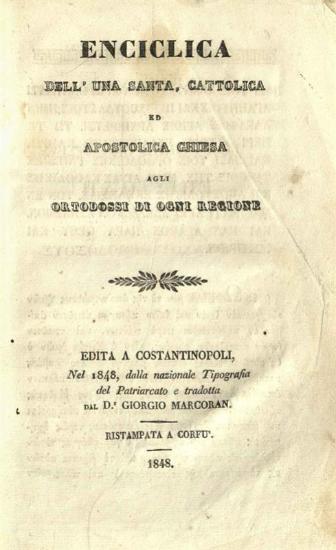 ENCICLICA
DELL' UNA SANTA, CATTOLICA
ED
APOSTOLICA CHIESA
AGLI
ORTODOSSI DI OGNI REGIONE
EDITA A COSTANTINOPOLI,
Nel 1848, dalla nazionale Tipografia
del Patriarcato e tradotta
DAL D.r GIORGIO MARCORAN.
RISTAMPATA A CORFU'.
1848.